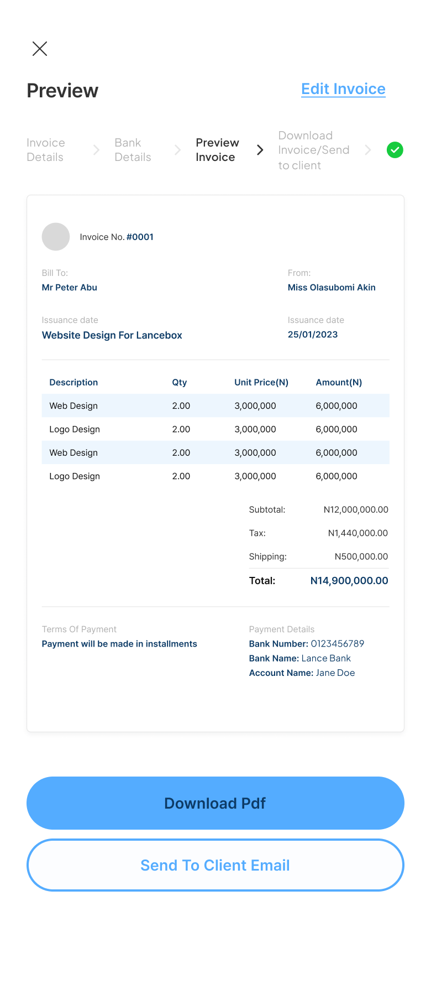 Preview
Edit Invoice
Invoice
Details
Bank
Details
Preview
Invoice
Download
Invoice/Send
to client
Invoice No. #0001
Bill To:
Mr Peter Abu
From:
Miss Olasubomi Akin
Issuance date
Website Design For Lancebox
Issuance date
25/01/2023
Description Qty Unit Price(N) Amount(N)
Web Design 2.00 3,000,000 6,000,000
Logo Design 2.00 3,000,000 6,000,000
Web Design 2.00 3,000,000 6,000,000
Logo Design 2.00 3,000,000 6,000,000
Subtotal: N12,000,000.00
Tax: N1,440,000.00
Shipping: N500,000.00
Total: N14,900,000.00
Terms Of Payment
Payment will be made in installments
Payment Details
Bank Number: 0123456789
Bank Name: Lance Bank
Account Name: Jane Doe
Download Pdf
Send To Client Email